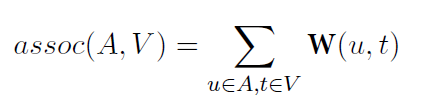 assoc(A, V) = ∑ W(u, t)
u∈A,t∈V